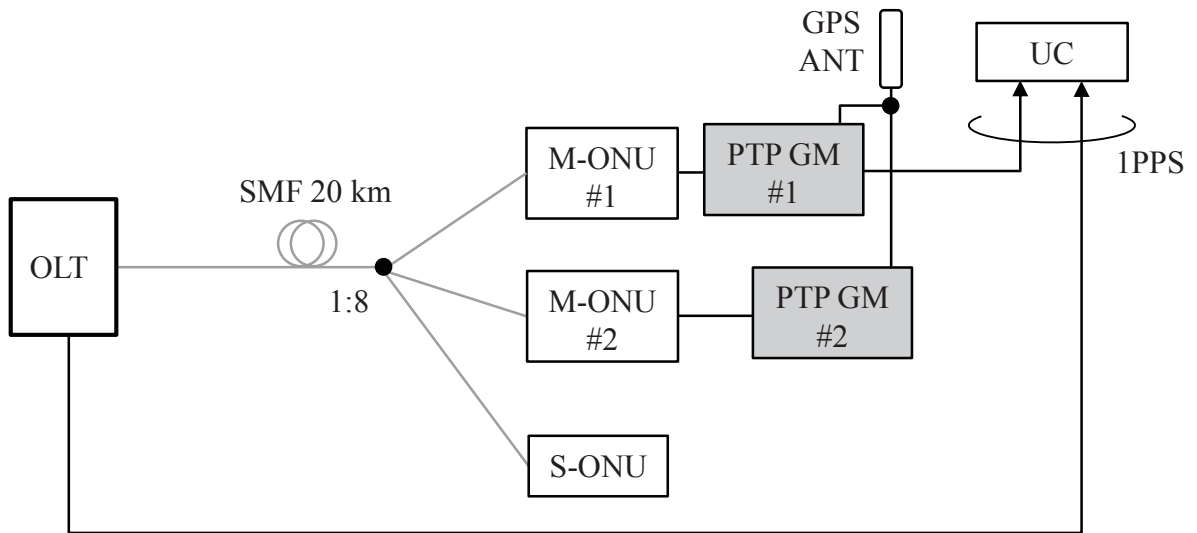 GPS
ANT
UC
1PPS
M-ONU
#1
PTP GM
#1
SMF 20 km
OLT
1:8
M-ONU
#2
PTP GM
#2
S-ONU